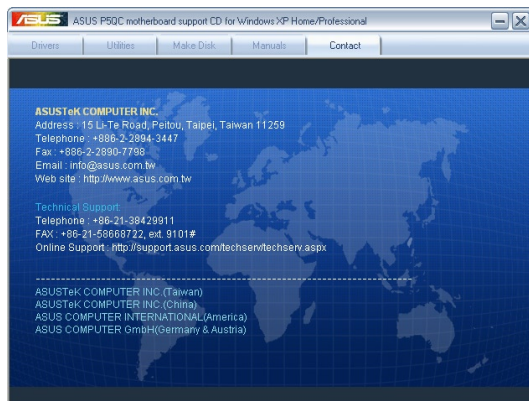 ASUS
ASUS P5QC motherboard support CD for Windows XP Home/Professional
Drivers
Utilities
Make Disk
Manuals
Contact
ASUSTeK COMPUTER INC.
Address : 15 Li-Te Road, Peitou, Taipei, Taiwan 11259
Telephone : +886-2-2894-3447
Fax : +886-2-2890-7798
Email : info@asus.com.tw
Web site : http://www.asus.com.tw
Technical Support
Telephone : +86-21-38429911
FAX : +86-21-58668722, ext. 9101#
Online Support : http://support.asus.com/techserv/techserv.aspx
ASUSTeK COMPUTER INC.(Taiwan)
ASUSTeK COMPUTER INC.(China)
ASUS COMPUTER INTERNATIONAL(America)
ASUS COMPUTER GmbH(Germany & Austria)